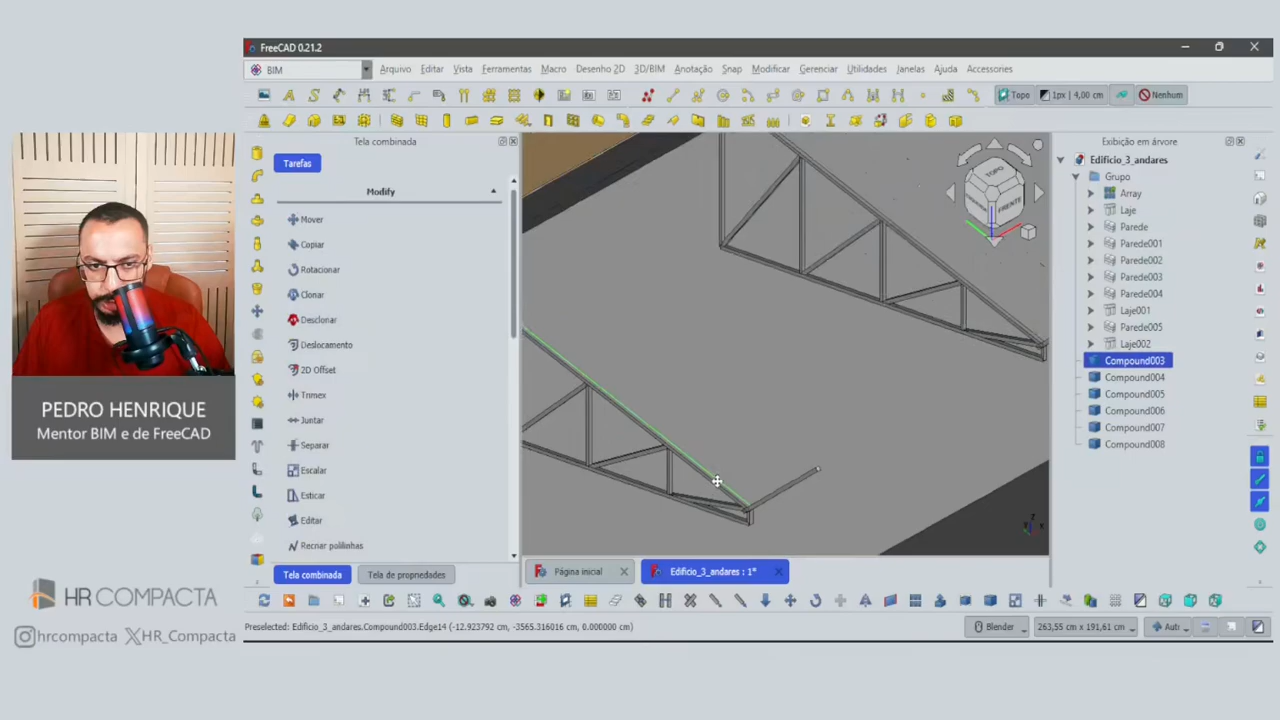 FreeCAD 0.21.2
BIM
Arquivo Editar Vista Ferramentas Macro Desenho 2D 3D/BIM Anotação Snap Modificar Gerenciar Utilidades Janelas Ajuda Accessories
Topo 1px | 4,00 cm Nenhum
Tela combinada
Tarefas
Modify
Mover
Copiar
Rotacionar
Clonar
Desclonar
Deslocamento
2D Offset
Trimex
Juntar
Separar
Escalar
Esticar
Editar
Recriar polilinhas
Tela combinada Tela de propriedades
TOPO
FRENTE
Página inicial
Edificio_3_andares : 1*
Exibição em árvore
Edificio_3_andares
Grupo
Array
Laje
Parede
Parede001
Parede002
Parede003
Parede004
Laje001
Parede005
Laje002
Compound003
Compound004
Compound005
Compound006
Compound007
Compound008
Preselected: Edificio_3_andares.Compound003.Edge14 (-12.923792 cm, -3565.316016 cm, 0.000000 cm)
Blender
263,55 cm x 191,61 cm
Auto
PEDRO HENRIQUE
Mentor BIM e de FreeCAD
HR COMPACTA
hrcompacta HR_Compacta